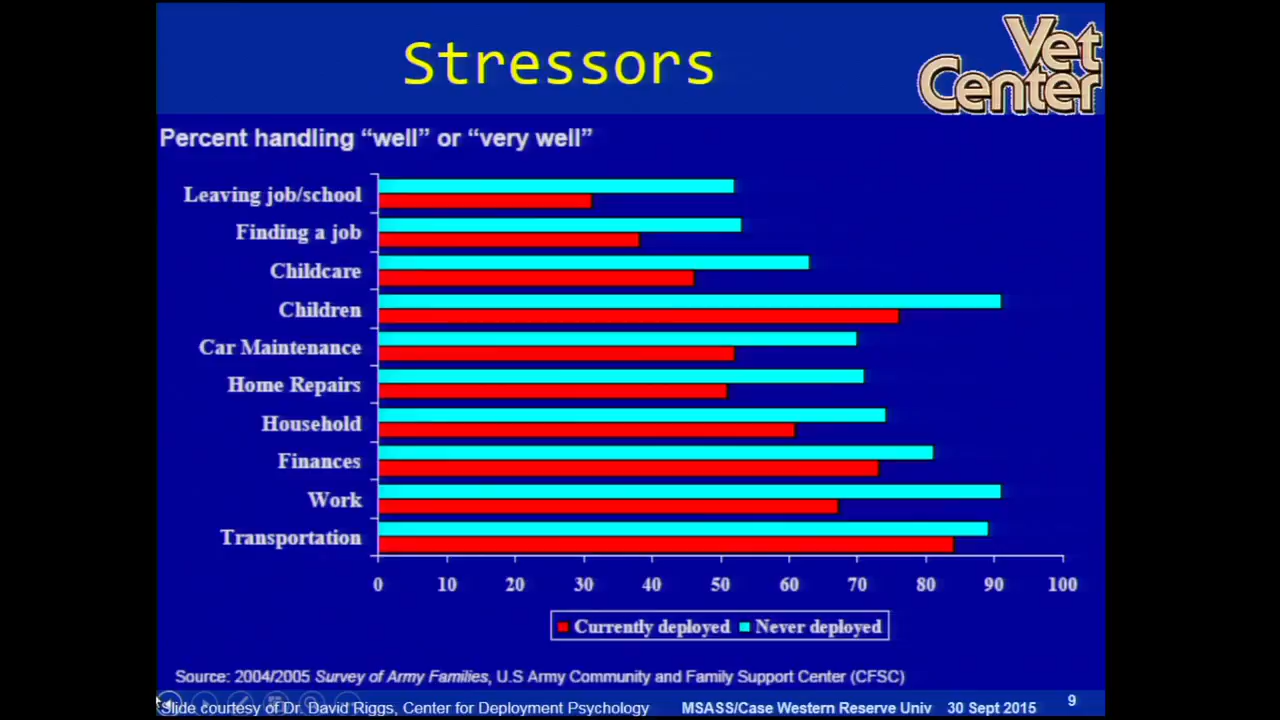 Stressors
Vet
Center
Percent handling “well” or “very well”
Leaving job/school
Finding a job
Childcare
Children
Car Maintenance
Home Repairs
Household
Finances
Work
Transportation
0 10 20 30 40 50 60 70 80 90 100
Currently deployed Never deployed
Source: 2004/2005 Survey of Army Families, U.S Army Community and Family Support Center (CFSC)
Slide courtesy of Dr. David Riggs, Center for Deployment Psychology MSASS/Case Western Reserve Univ 30 Sept 2015 9